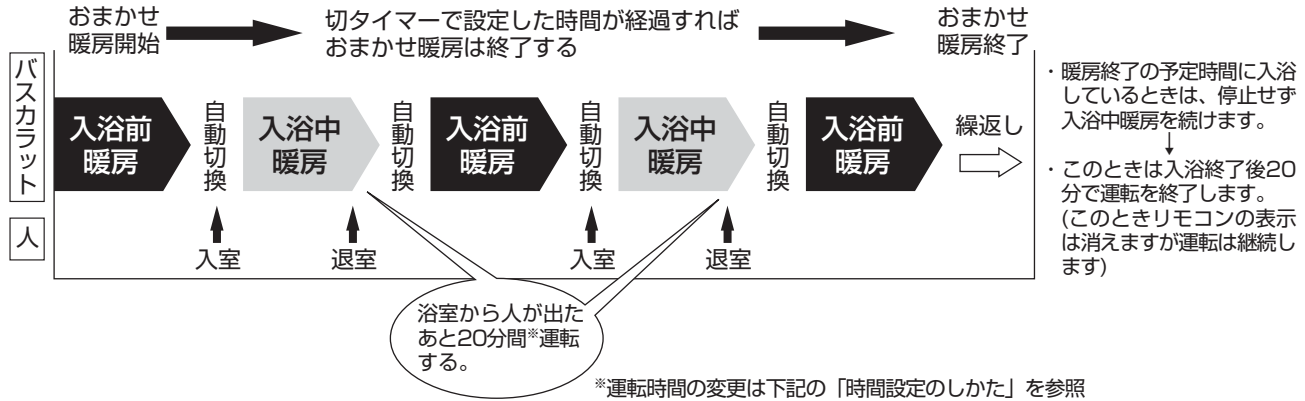 おまかせ
暖房開始
切タイマーで設定した時間が経過すれば
おまかせ暖房は終了する
おまかせ
暖房終了
バスカラット
入浴前
暖房
自動切換
入浴中
暖房
自動切換
入浴前
暖房
自動切換
入浴中
暖房
自動切換
入浴前
暖房
繰返し
人
入室
退室
入室
退室
浴室から人が出た
あと20分間※運転
する。
※運転時間の変更は下記の「時間設定のしかた」を参照
・暖房終了の予定時間に入浴
しているときは、停止せず
入浴中暖房を続けます。
・このときは入浴終了後20
分で運転を終了します。
(このときリモコンの表示
は消えますが運転は継続し
ます)